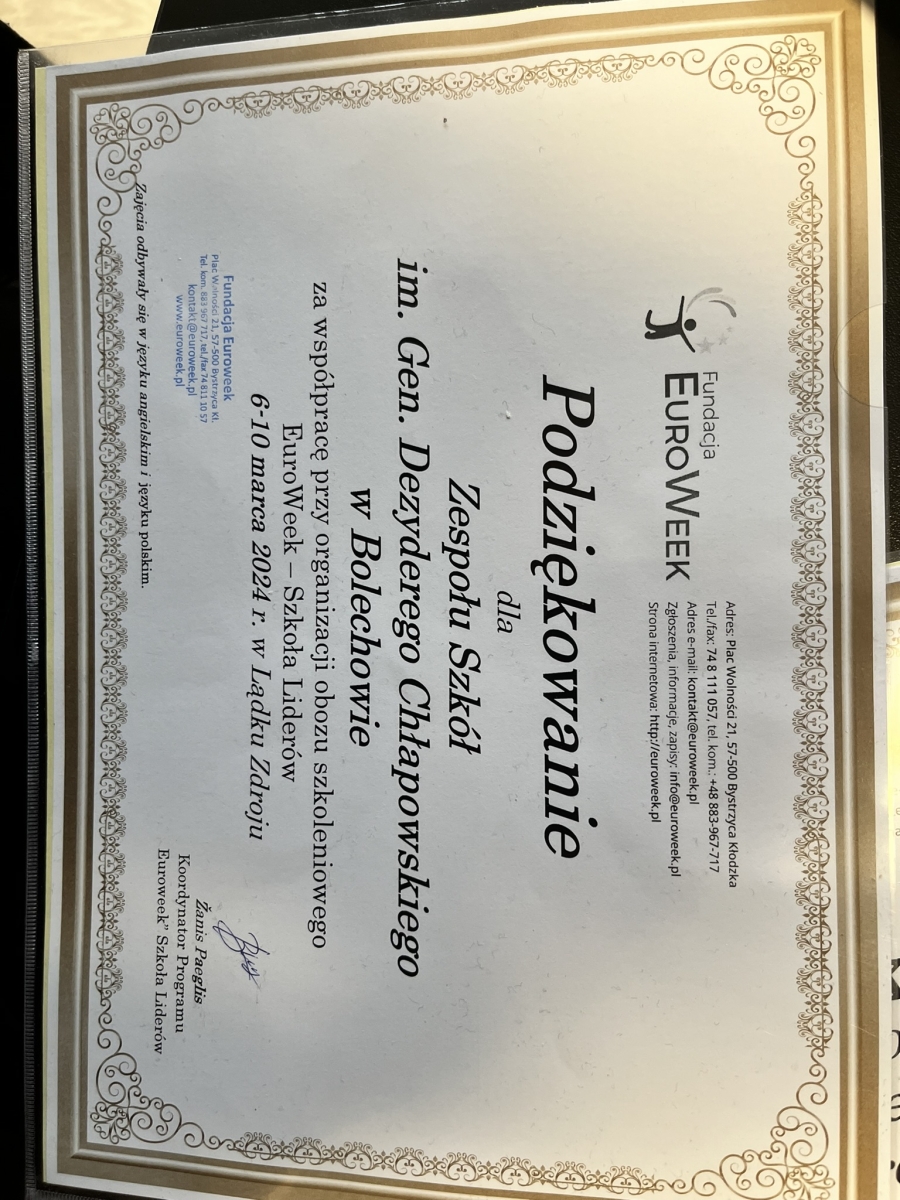 Fundacja
EUROWEEK
Adres: Plac Wolności 21, 57-500 Bystrzyca Kłodzka
Tel./fax: 74 8 111 057, tel. kom.: +48 883-967-717
Adres e-mail: kontakt@euroweek.pl
Zgłoszenia, informacje, zapisy: info@euroweek.pl
Strona internetowa: http://euroweek.pl
Podziękowanie
dla
Zespołu Szkół
im. Gen. Dezyderego Chłapowskiego
w Bolechowie
za współpracę przy organizacji obozu szkoleniowego
EuroWeek – Szkoła Liderów
6-10 marca 2024 r. w Lądku Zdroju
Fundacja Euroweek
Plac Wolności 21, 57-500 Bystrzyca Kł.
Tel. kom. 883 967 717, tel./fax 74 811 10 57
kontakt@euroweek.pl
www.euroweek.pl
Žanis Paeglis
Koordynator Programu
Euroweek" Szkoła Liderów
Zajęcia odbywały się w języku angielskim i języku polskim.